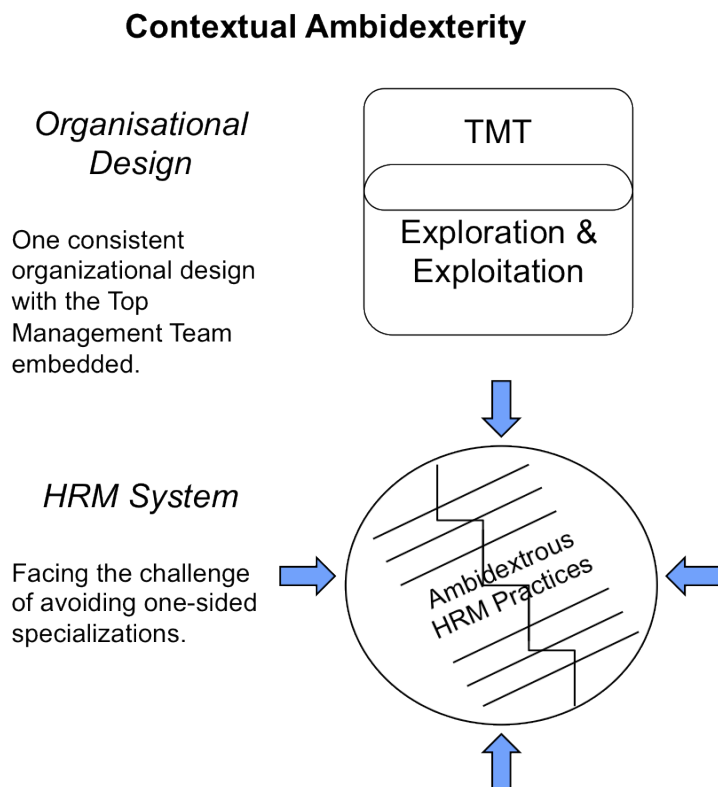 Contextual Ambidexterity
Organisational
Design
One consistent
organizational design
with the Top
Management Team
embedded.
TMT
Exploration &
Exploitation
HRM System
Facing the challenge
of avoiding one-sided
specializations.
Ambidextrous
HRM Practices